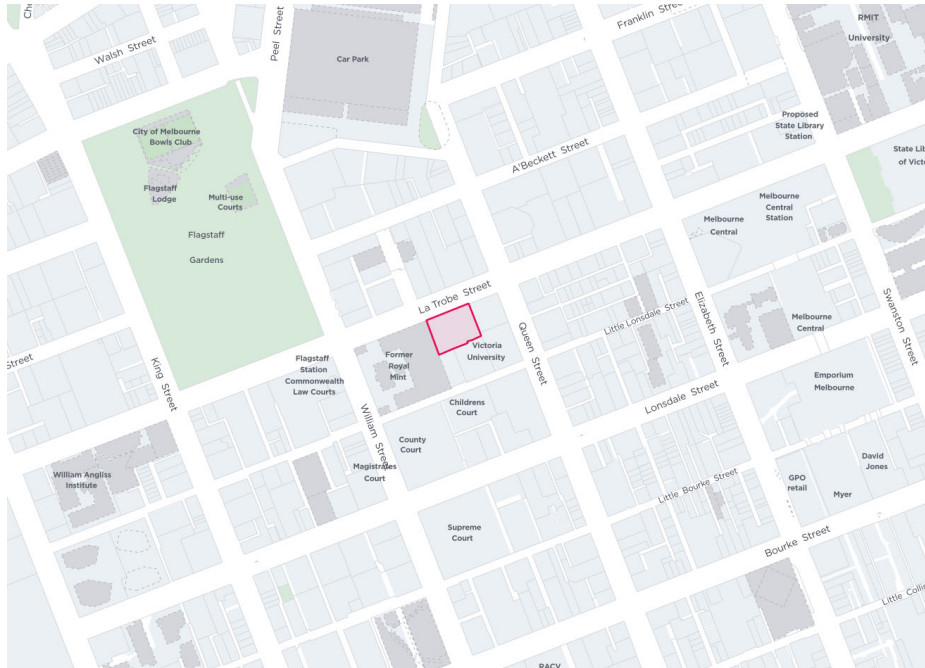 Chu
Walsh Street
Peel Street
Franklin Street
RMIT
University
Car Park
City of Melbourne
Bowls Club
Proposed
State Library
Station
A'Beckett Street
State Lib
of Victo
Flagstaff
Lodge
Multi-use
Courts
Melbourne
Central
Station
Melbourne
Central
Flagstaff
Gardens
La Trobe Street
Elizabeth Street
Swanston Street
Little Lonsdale Street
Melbourne
Central
Queen Street
Victoria
University
Street
King Street
Flagstaff
Station
Commonwealth
Law Courts
Former
Royal
Mint
William Street
Childrens
Court
Lonsdale Street
Emporium
Melbourne
County
Court
Magistrates
Court
William Angliss
Institute
David
Jones
GPO
retail
Myer
Little Bourke Street
Supreme
Court
Bourke Street
Little Collin
RACV